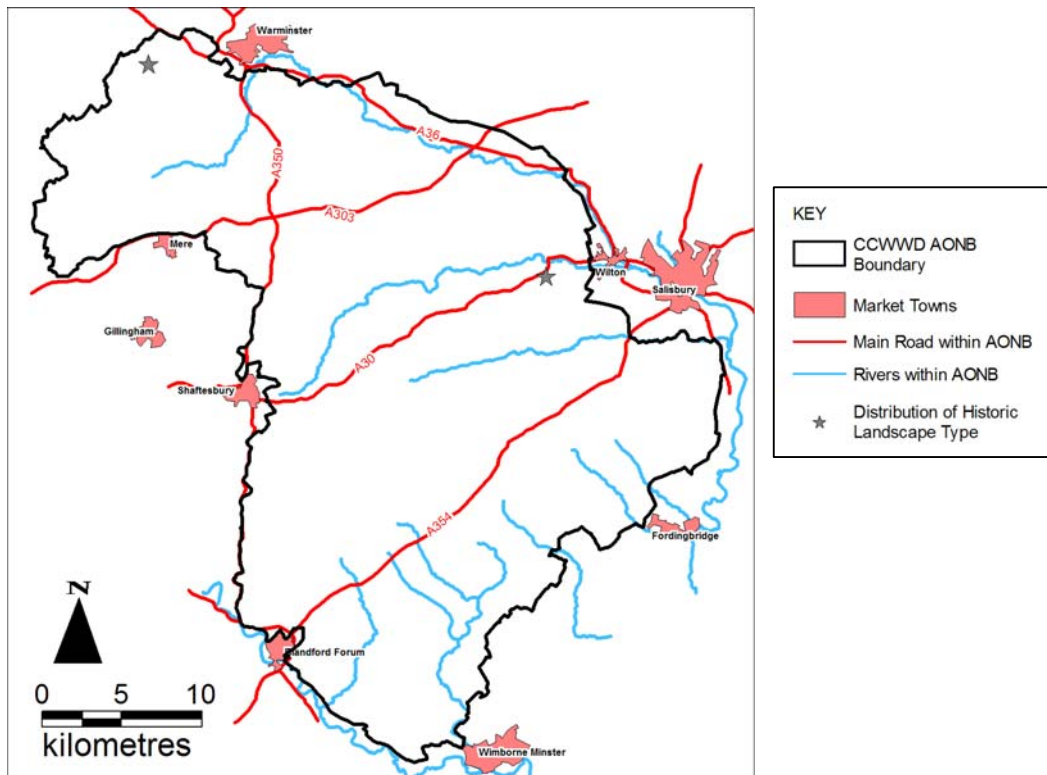 Warminster
A36
A350
A303
Mere
Wilton
Salisbury
Gillingham
A30
Shaftesbury
A354
Fordingbridge
N
Blandford Forum
0 5 10
kilometres
Wimborne Minster
KEY
CCWWD AONB
Boundary
Market Towns
Main Road within AONB
Rivers within AONB
Distribution of Historic
Landscape Type